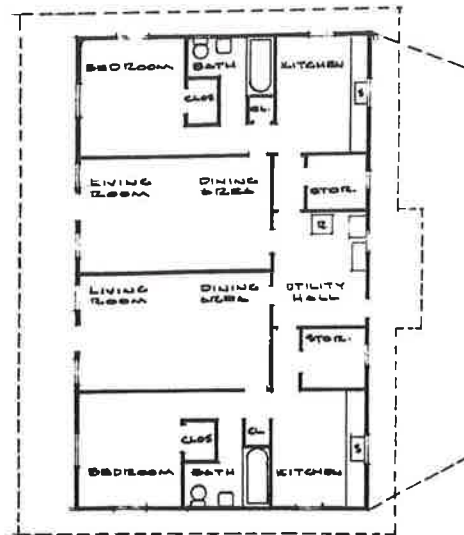 BEDROOM
BATH
KITCHEN
CLOS
CL.
S
LIVING
ROOM
DINING
AREA
STOR.
R
LIVING
ROOM
DINING
AREA
UTILITY
HALL
STOR.
CLOS
CL
S
BEDROOM
BATH
KITCHEN